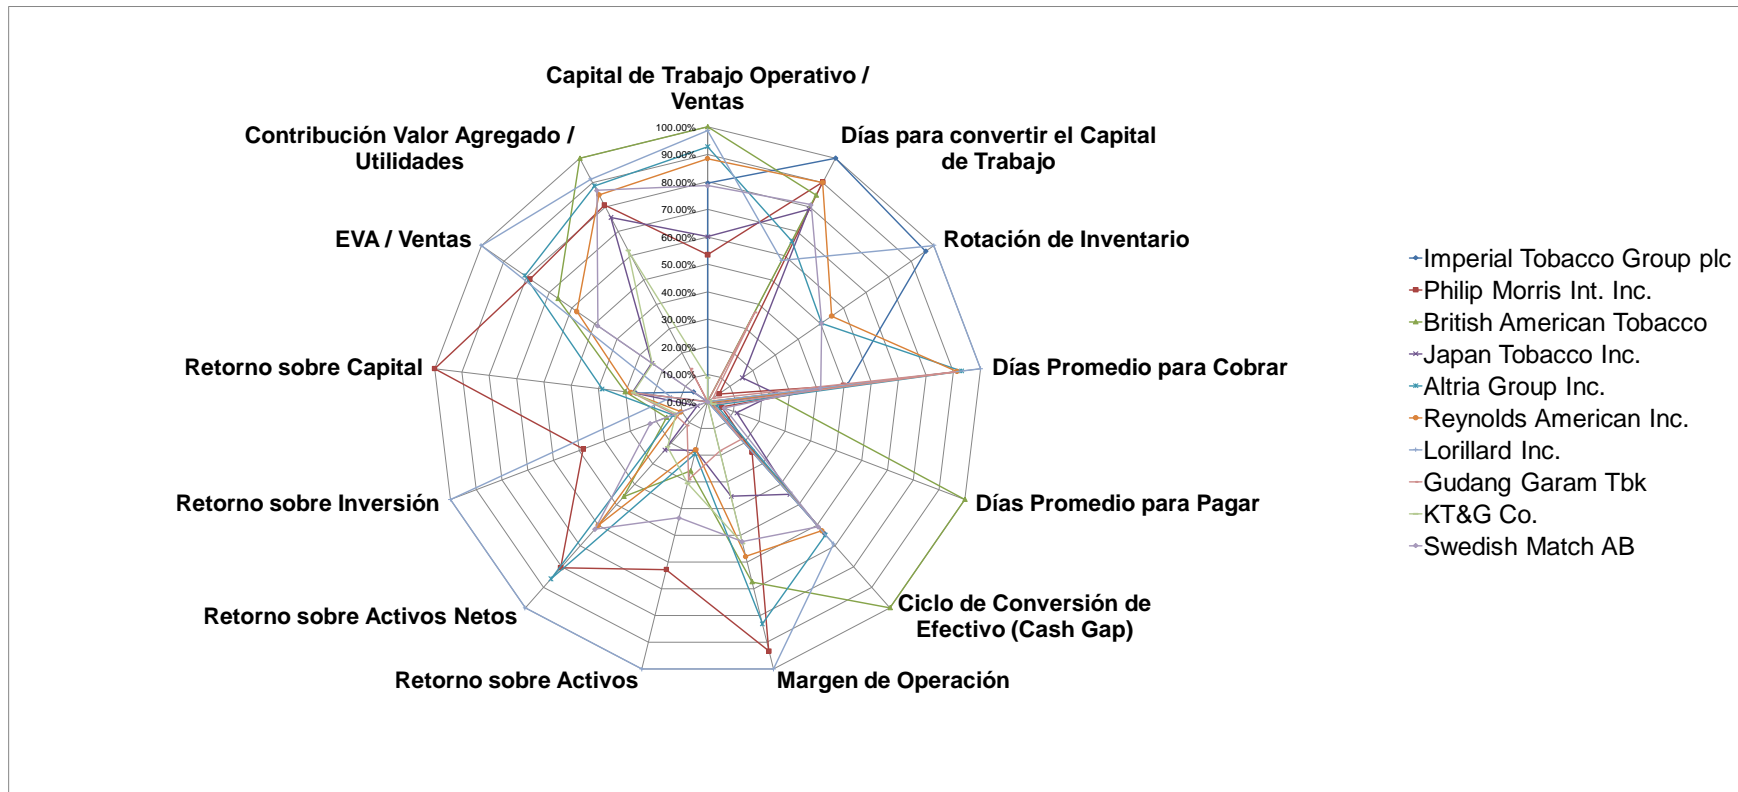 Capital de Trabajo Operativo /
Ventas
Contribución Valor Agregado /
Utilidades
Días para convertir el Capital
de Trabajo
EVA / Ventas
Rotación de Inventario
Retorno sobre Capital
Días Promedio para Cobrar
Retorno sobre Inversión
Días Promedio para Pagar
Retorno sobre Activos Netos
Ciclo de Conversión de
Efectivo (Cash Gap)
Retorno sobre Activos
Margen de Operación
100.00%
90.00%
80.00%
70.00%
60.00%
50.00%
40.00%
30.00%
20.00%
10.00%
0.00%
Imperial Tobacco Group plc
Philip Morris Int. Inc.
British American Tobacco
Japan Tobacco Inc.
Altria Group Inc.
Reynolds American Inc.
Lorillard Inc.
Gudang Garam Tbk
KT&G Co.
Swedish Match AB